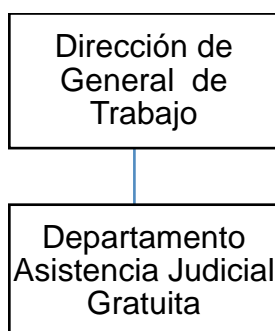 Dirección de
General de
Trabajo
Departamento
Asistencia Judicial
Gratuita